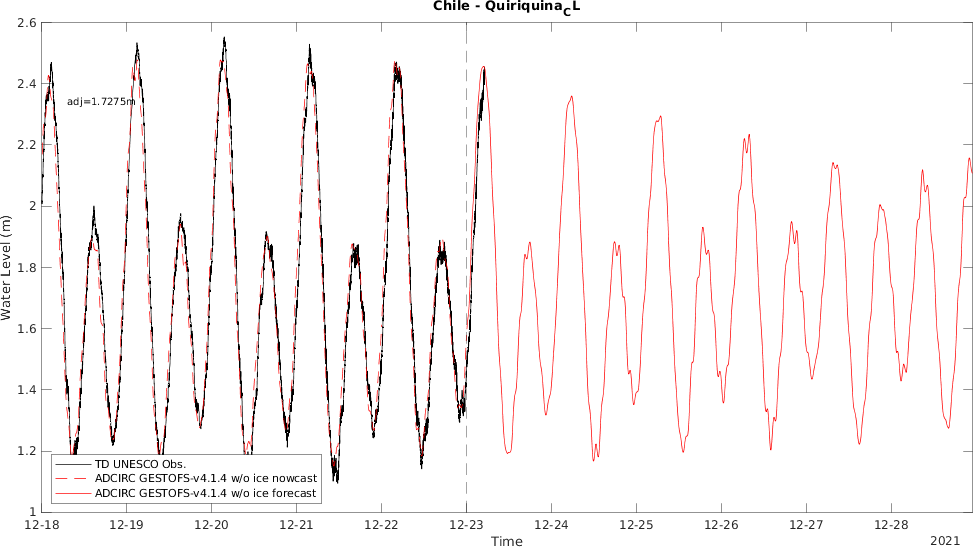 Chile - Quiriquina_CL
2.6
2.4
adj=1.7275m
2.2
2
Water Level (m)
1.8
1.6
1.4
1.2
TD UNESCO Obs.
ADCIRC GESTOFS-v4.1.4 w/o ice nowcast
ADCIRC GESTOFS-v4.1.4 w/o ice forecast
1
12-18 12-19 12-20 12-21 12-22 12-23 12-24 12-25 12-26 12-27 12-28
Time
2021